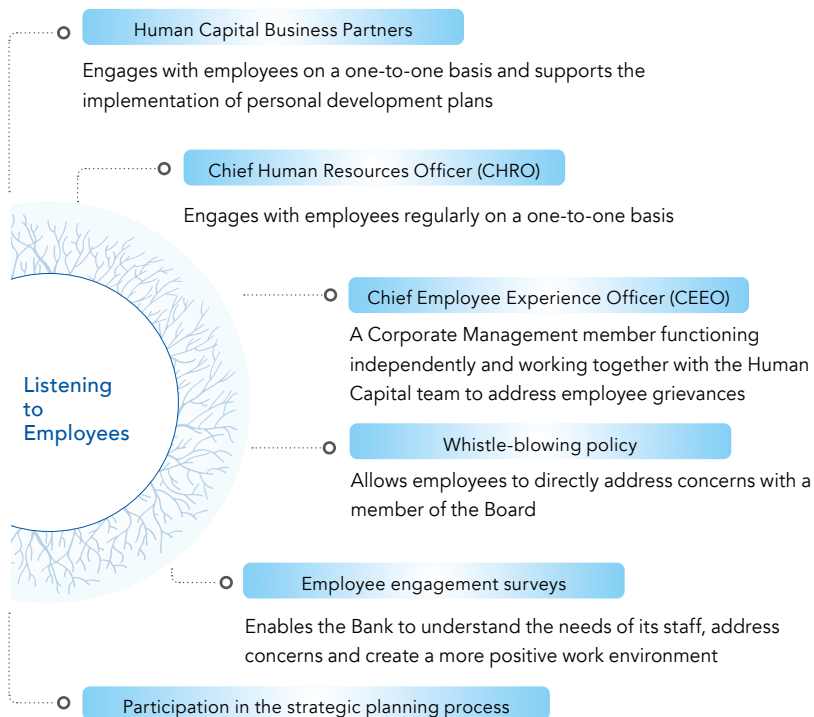 Human Capital Business Partners
Engages with employees on a one-to-one basis and supports the
implementation of personal development plans
Chief Human Resources Officer (CHRO)
Engages with employees regularly on a one-to-one basis
Chief Employee Experience Officer (CEEO)
A Corporate Management member functioning
independently and working together with the Human
Capital team to address employee grievances
Listening
to
Employees
Whistle-blowing policy
Allows employees to directly address concerns with a
member of the Board
Employee engagement surveys
Enables the Bank to understand the needs of its staff, address
concerns and create a more positive work environment
Participation in the strategic planning process